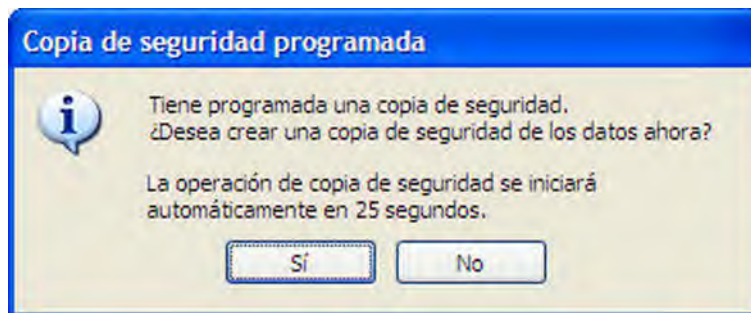 Copia de seguridad programada
Tiene programada una copia de seguridad.
¿Desea crear una copia de seguridad de los datos ahora?
La operación de copia de seguridad se iniciará
automáticamente en 25 segundos.
Sí
No